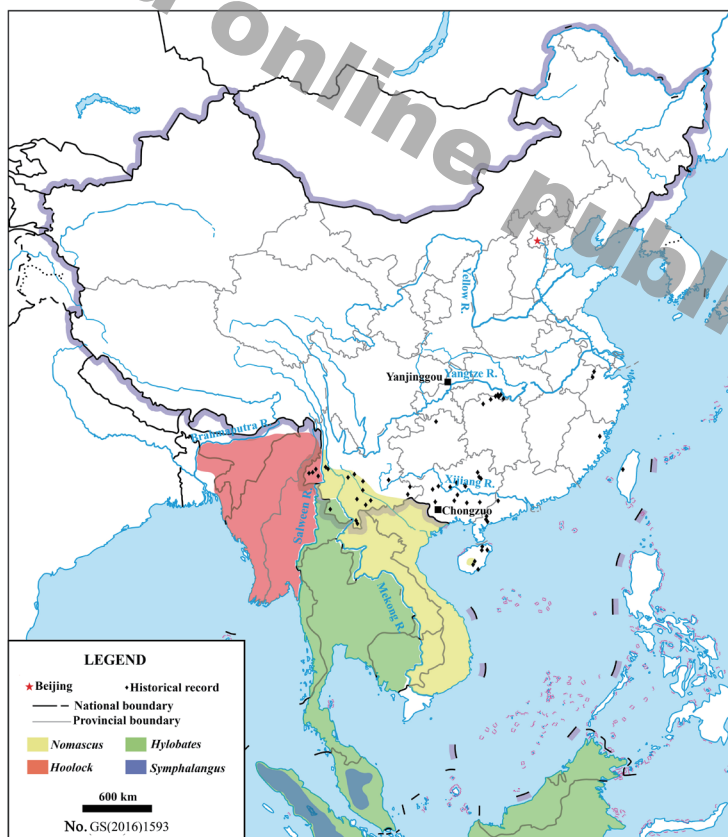 online publi
Yellow R.
Yanjinggou
Yangtze R.
Brahmaputra R.
Xijiang R.
Salween R.
Chongzuo
Mekong R.
LEGEND
Beijing
Historical record
National boundary
Provincial boundary
Nomascus
Hylobates
Hoolock
Symphalangus
600 km
No. GS(2016)1593